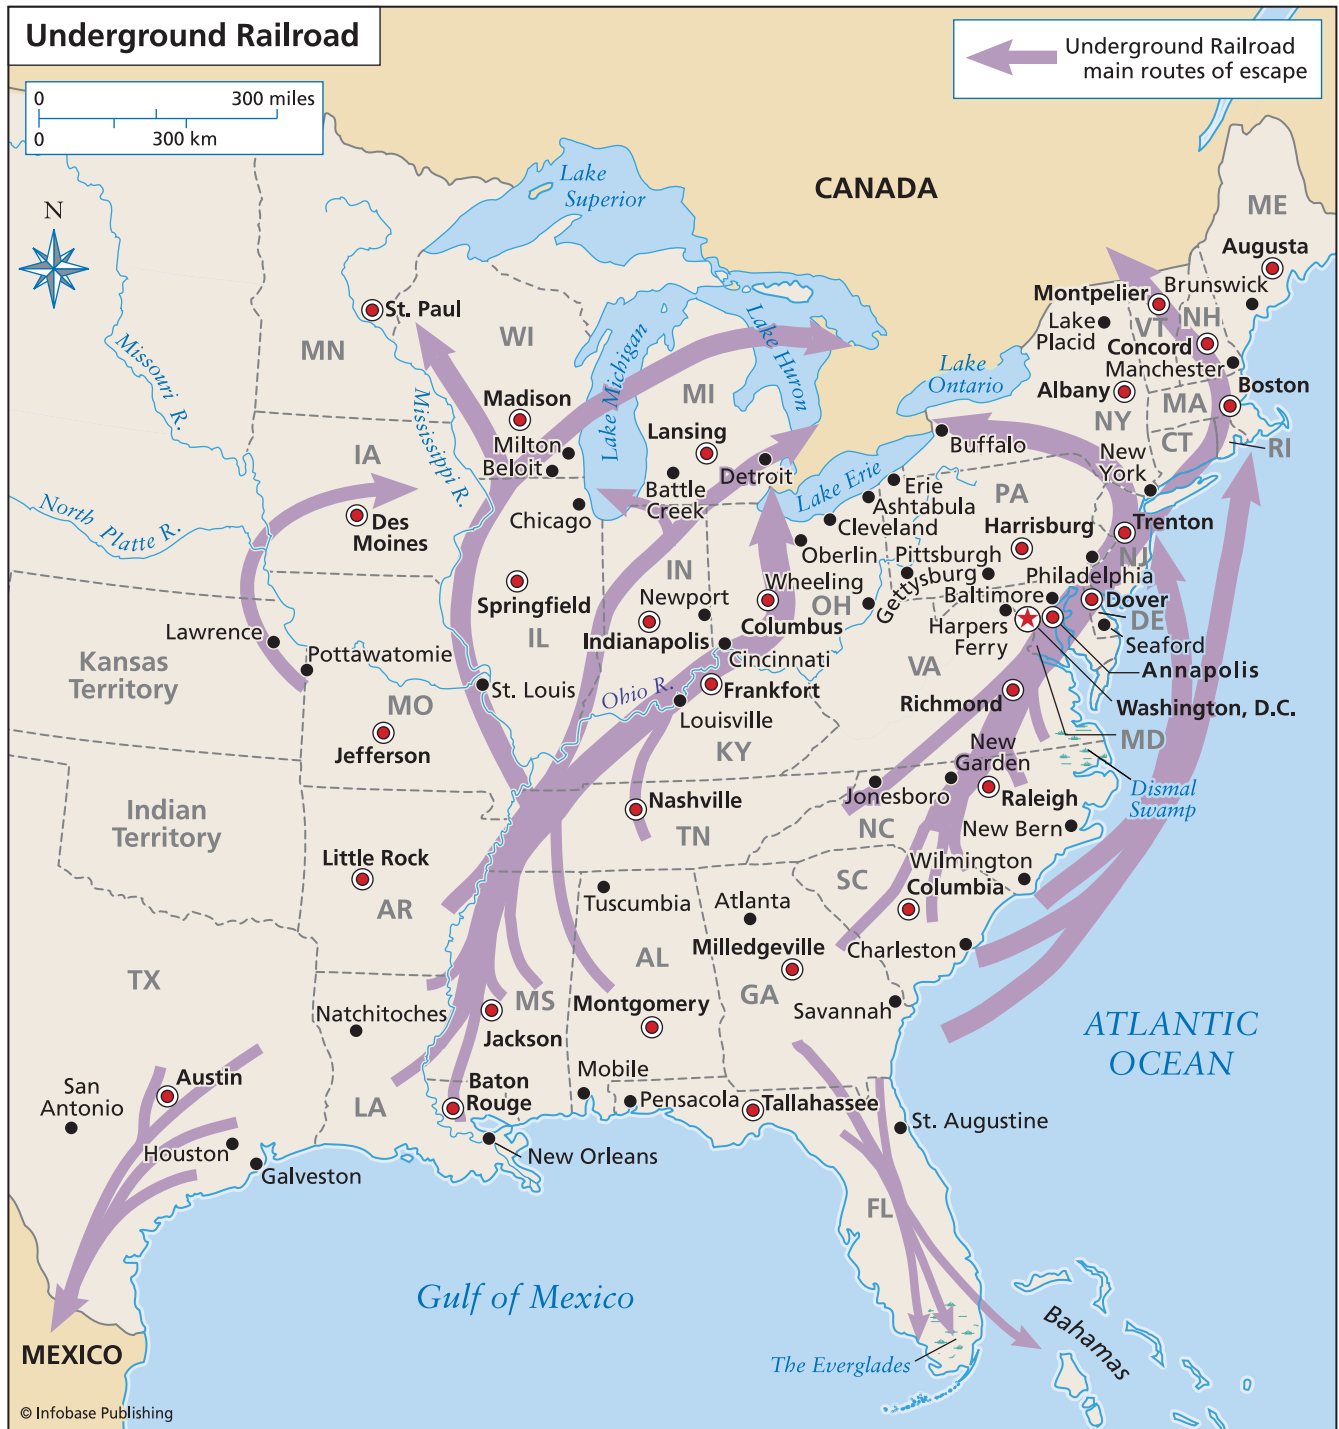 Underground Railroad
Underground Railroad
main routes of escape
0
300 miles
0
300 km
N
CANADA
Lake
Superior
ME
Augusta
Brunswick
Montpelier
Lake
Placid
VT
NH
Concord
Manchester
St. Paul
MN
WI
Lake Michigan
Lake Huron
MI
Lake
Ontario
Albany
NY
MA
Boston
CT
RI
Missouri R.
Mississippi R.
Madison
Milton
Beloit
Lansing
Buffalo
New
York
IA
Chicago
Battle
Creek
Detroit
Lake Erie
Erie
Ashtabula
Cleveland
Oberlin
PA
Harrisburg
Trenton
NJ
North Platte R.
Des
Moines
Pittsburgh
Gettysburg
Philadelphia
Springfield
IL
IN
Newport
Indianapolis
Wheeling
OH
Columbus
Baltimore
Harpers
Ferry
Dover
DE
Seaford
Annapolis
Washington, D.C.
MD
Lawrence
Kansas
Territory
Pottawatomie
MO
St. Louis
Jefferson
Cincinnati
Ohio R.
Frankfort
Louisville
KY
VA
Richmond
New
Garden
Dismal
Swamp
Indian
Territory
Nashville
TN
Jonesboro
Raleigh
NC
New Bern
Little Rock
AR
Tuscumbia
Atlanta
SC
Wilmington
Columbia
TX
Natchitoches
MS
Jackson
AL
Montgomery
Milledgeville
GA
Charleston
Savannah
ATLANTIC
OCEAN
San
Antonio
Austin
LA
Baton
Rouge
Mobile
Pensacola
Tallahassee
St. Augustine
Houston
Galveston
New Orleans
FL
Gulf of Mexico
The Everglades
Bahamas
MEXICO
© Infobase Publishing